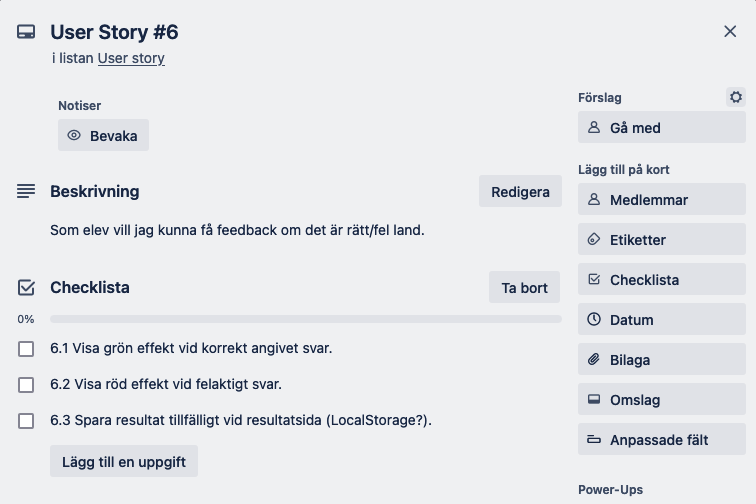 User Story #6
i listan User story
Notiser
Bevaka
Beskrivning
Redigera
Som elev vill jag kunna få feedback om det är rätt/fel land.
Checklista
Ta bort
0%
6.1 Visa grön effekt vid korrekt angivet svar.
6.2 Visa röd effekt vid felaktigt svar.
6.3 Spara resultat tillfälligt vid resultatsida (LocalStorage?).
Lägg till en uppgift
Förslag
Gå med
Lägg till på kort
Medlemmar
Etiketter
Checklista
Datum
Bilaga
Omslag
Anpassade fält
Power-Ups